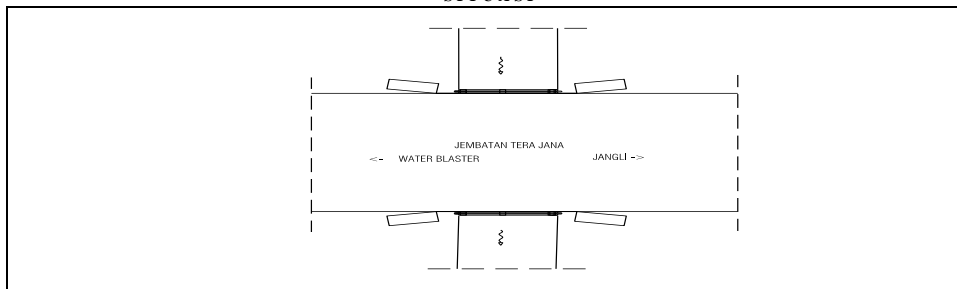 JEMBATAN TERA JANA
<- WATER BLASTER
JANGLI ->